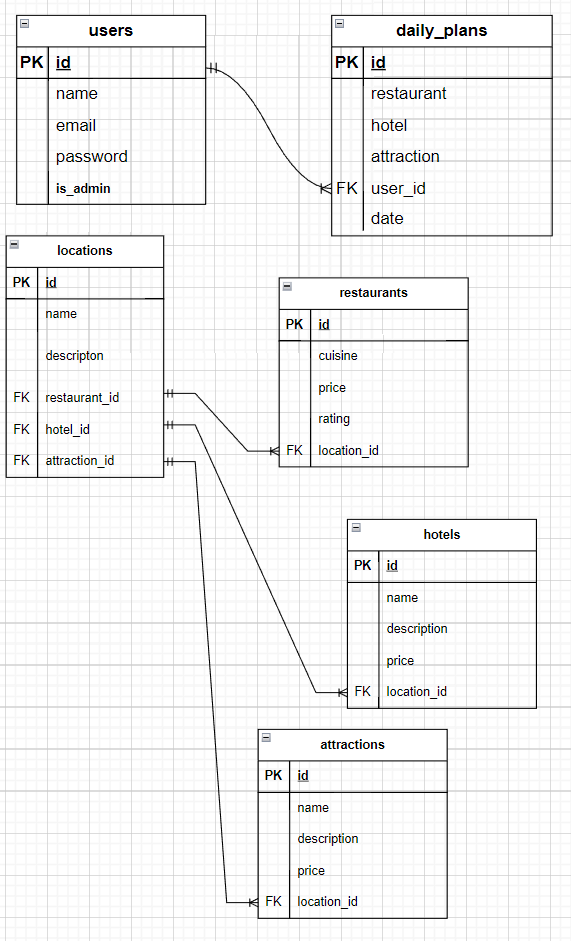 users
PK id
name
email
password
is_admin
daily_plans
PK id
restaurant
hotel
attraction
FK user_id
date
locations
PK id
name
descripton
FK restaurant_id
FK hotel_id
FK attraction_id
restaurants
PK id
cuisine
price
rating
FK location_id
hotels
PK id
name
description
price
FK location_id
attractions
PK id
name
description
price
FK location_id